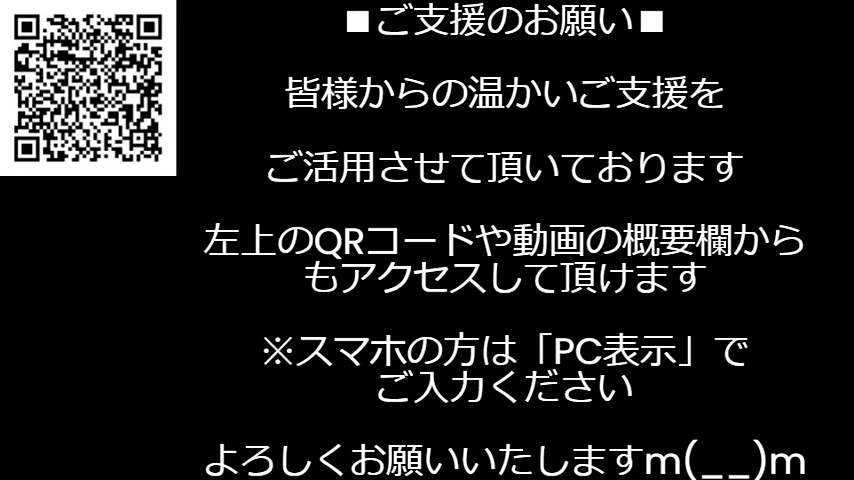 ■ご支援のお願い■
皆様からの温かいご支援を
ご活用させて頂いております
左上のQRコードや動画の概要欄から
もアクセスして頂けます
※スマホの方は「PC表示」で
ご入力ください
よろしくお願いいたしますm(__)m